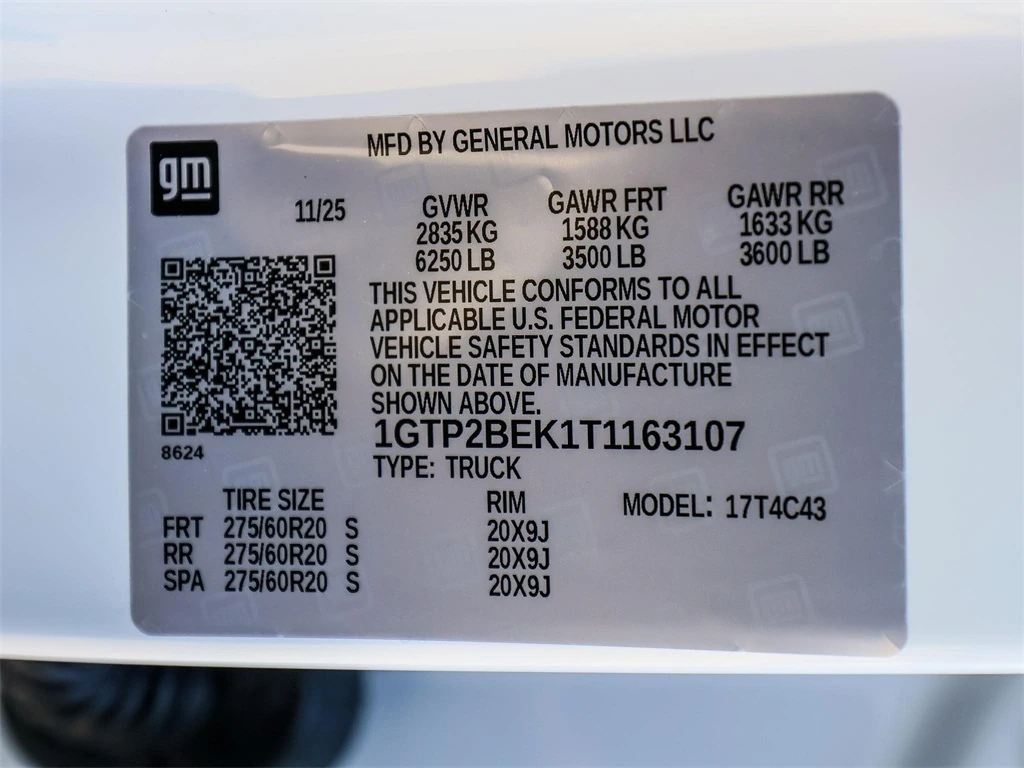 gm
MFD BY GENERAL MOTORS LLC
11/25
GVWR GAWR FRT GAWR RR
2835 KG 1588 KG 1633 KG
6250 LB 3500 LB 3600 LB
THIS VEHICLE CONFORMS TO ALL
APPLICABLE U.S. FEDERAL MOTOR
VEHICLE SAFETY STANDARDS IN EFFECT
ON THE DATE OF MANUFACTURE
SHOWN ABOVE.
1GTP2BEK1T1163107
8624
TYPE: TRUCK
TIRE SIZE RIM MODEL: 17T4C43
FRT 275/60R20 S 20X9J
RR 275/60R20 S 20X9J
SPA 275/60R20 S 20X9J